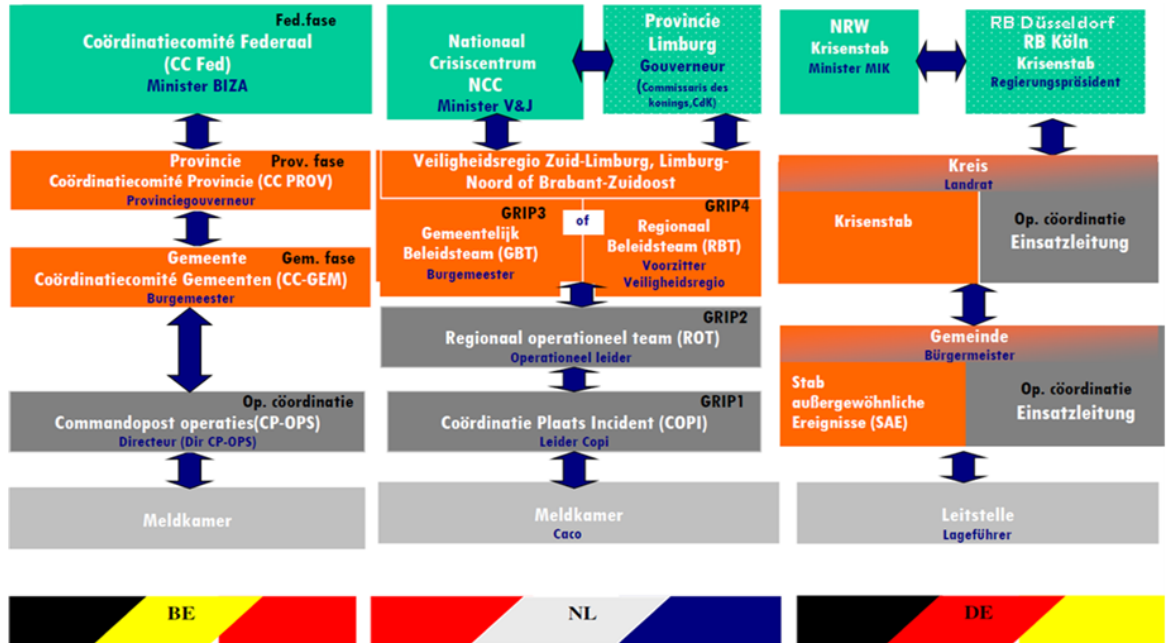 Fed.fase
Coördinatiecomité Federaal
(CC Fed)
Minister BIZA
Provincie
Prov. fase
Coördinatiecomité Provincie (CC PROV)
Provinciegouverneur
Gemeente
Gem. fase
Coördinatiecomité Gemeenten (CC-GEM)
Burgemeester
Op. cöordinatie
Commandopost operaties(CP-OPS)
Directeur (Dir CP-OPS)
Meldkamer
BE
Nationaal
Crisiscentrum
NCC
Minister V&J
Provincie
Limburg
Gouverneur
(Commissaris des
konings,CdK)
Veiligheidsregio Zuid-Limburg, Limburg-
Noord of Brabant-Zuidoost
GRIP3
Gemeentelijk
Beleidsteam (GBT)
Burgemeester
of
GRIP4
Regionaal
Beleidsteam (RBT)
Voorzitter
Veiligheidsregio
GRIP2
Regionaal operationeel team (ROT)
Operationeel leider
GRIP1
Coördinatie Plaats Incident (COPI)
Leider Copi
Meldkamer
Caco
NL
NRW
Krisenstab
Minister MIK
RB Düsseldorf
RB Köln
Krisenstab
Regierungspräsident
Kreis
Landrat
Krisenstab
Op. cöordinatie
Einsatzleitung
Gemeinde
Bürgermeister
Stab
außergewöhnliche
Ereignisse (SAE)
Op. cöordinatie
Einsatzleitung
Leitstelle
Lageführer
DE